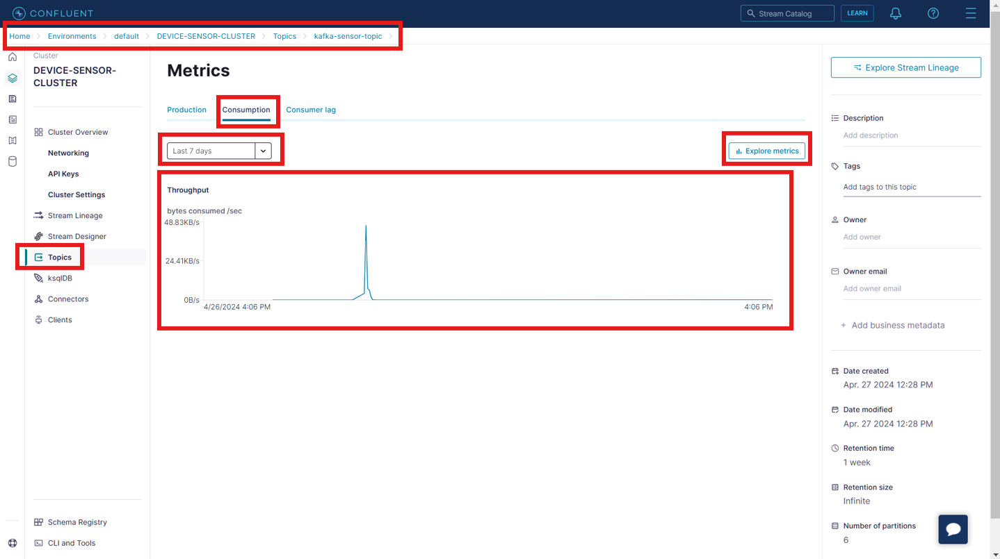 CONFLUENT
Stream Catalog
LEARN
Home
Environments
default
DEVICE-SENSOR-CLUSTER
Topics
kafka-sensor-topic
Cluster
DEVICE-SENSOR-
CLUSTER
Cluster Overview
Networking
API Keys
Cluster Settings
Stream Lineage
Stream Designer
Topics
ksqlDB
Connectors
Clients
Schema Registry
CLI and Tools
Metrics
Production
Consumption
Consumer lag
Last 7 days
Explore metrics
Throughput
bytes consumed /sec
48.83KB/s
24.41KB/s
0B/s
4/26/2024 4:06 PM
4:06 PM
Explore Stream Lineage
Description
Add description
Tags
Add tags to this topic
Owner
Add owner
Owner email
Add owner email
+ Add business metadata
Date created
Apr. 27 2024 12:28 PM
Date modified
Apr. 27 2024 12:28 PM
Retention time
1 week
Retention size
Infinite
Number of partitions
6